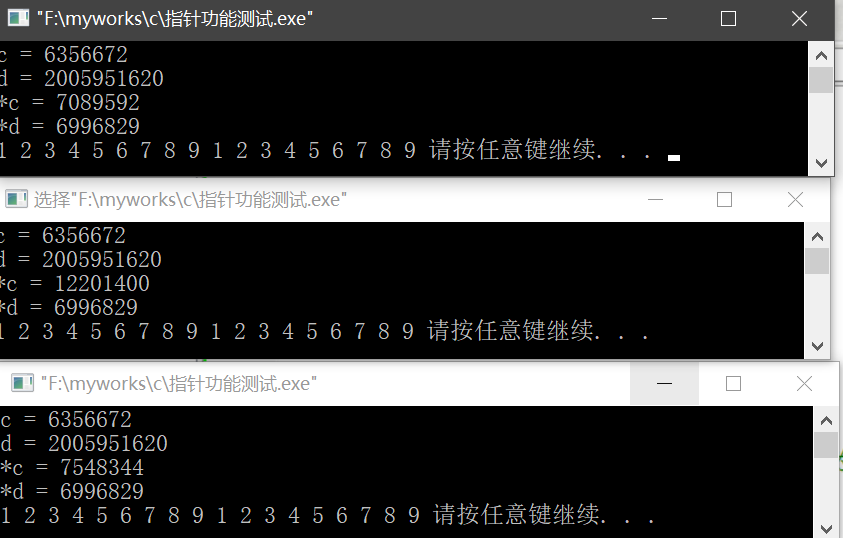 "F:\myworks\c\指针功能测试.exe"
c = 6356672
d = 2005951620
*c = 7089592
*d = 6996829
1 2 3 4 5 6 7 8 9 1 2 3 4 5 6 7 8 9 请按任意键继续. . .
选择"F:\myworks\c\指针功能测试.exe"
c = 6356672
d = 2005951620
*c = 12201400
*d = 6996829
1 2 3 4 5 6 7 8 9 1 2 3 4 5 6 7 8 9 请按任意键继续. . .
"F:\myworks\c\指针功能测试.exe"
c = 6356672
d = 2005951620
*c = 7548344
*d = 6996829
1 2 3 4 5 6 7 8 9 1 2 3 4 5 6 7 8 9 请按任意键继续. . .